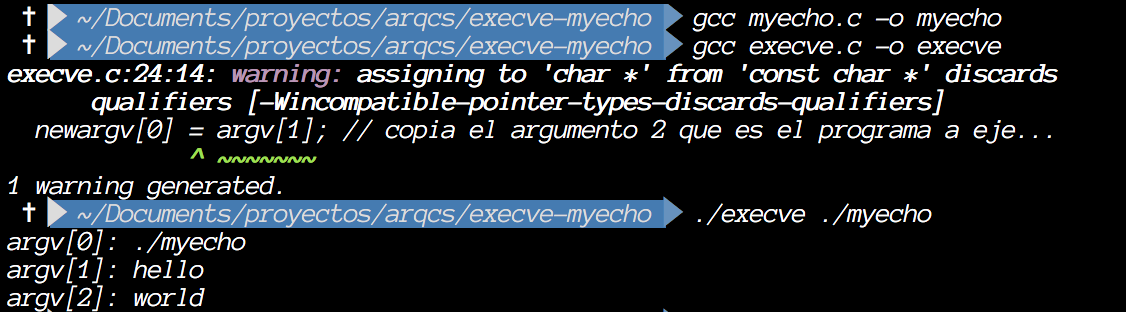 † ~/Documents/proyectos/arqcs/execve-myecho gcc myecho.c -o myecho
† ~/Documents/proyectos/arqcs/execve-myecho gcc execve.c -o execve
execve.c:24:14: warning: assigning to 'char *' from 'const char *' discards
qualifiers [-Wincompatible-pointer-types-discards-qualifiers]
newargv[0] = argv[1]; // copia el argumento 2 que es el programa a eje...
^ ~~~~~~~
1 warning generated.
† ~/Documents/proyectos/arqcs/execve-myecho ./execve ./myecho
argv[0]: ./myecho
argv[1]: hello
argv[2]: world